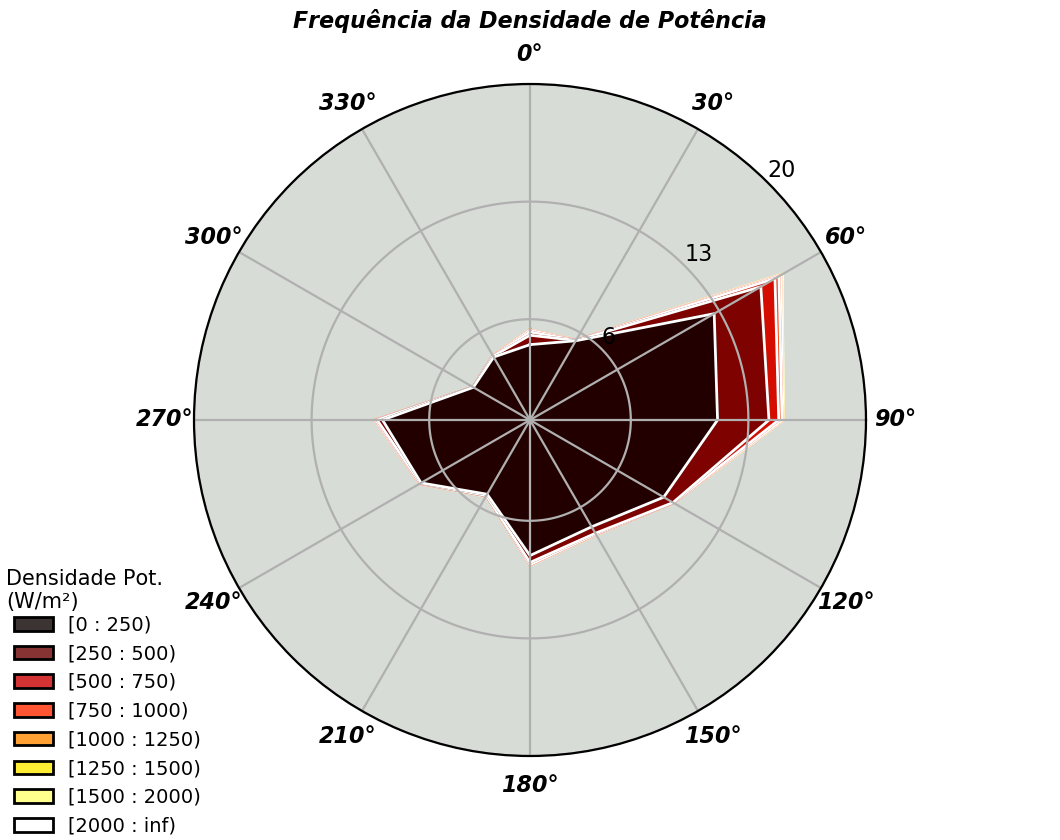 Frequência da Densidade de Potência
0°
330°
30°
20
300°
60°
13
6
270°
90°
240°
120°
210°
150°
180°
Densidade Pot.
(W/m²)
[0 : 250)
[250 : 500)
[500 : 750)
[750 : 1000)
[1000 : 1250)
[1250 : 1500)
[1500 : 2000)
[2000 : inf)